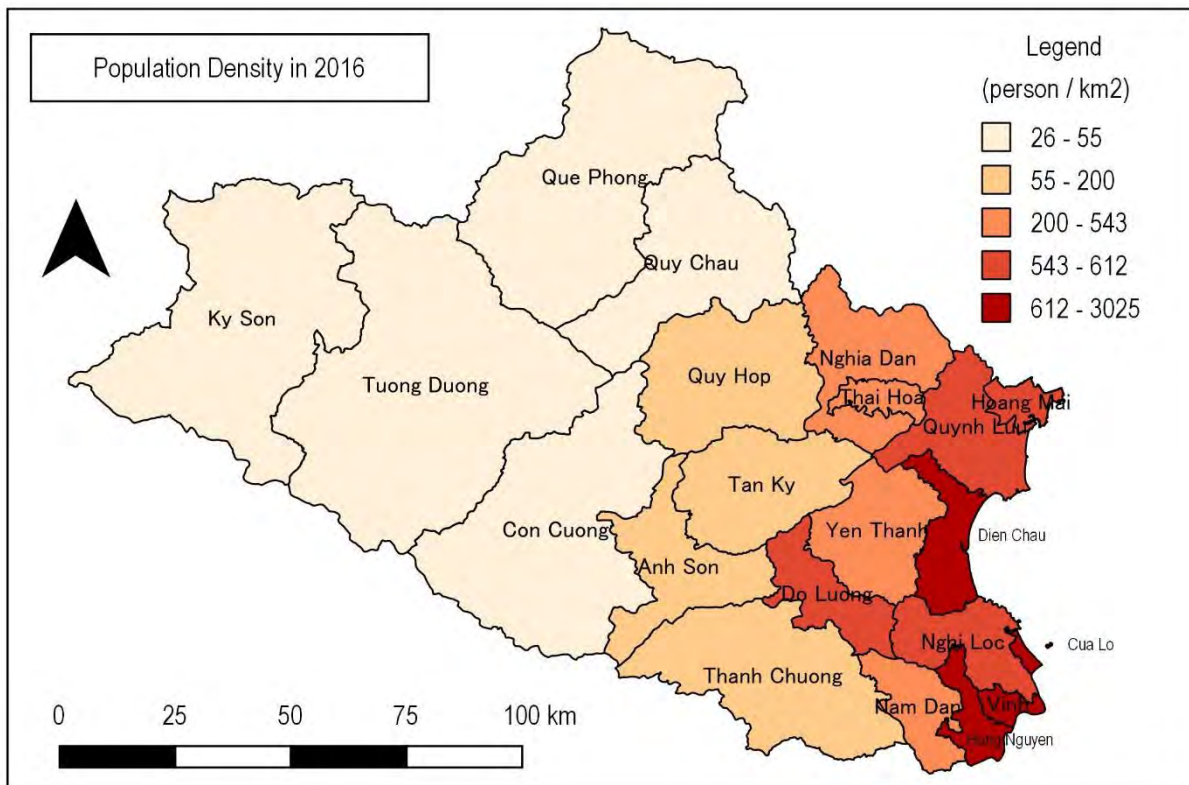 Population Density in 2016
Legend
(person / km2)
26 - 55
55 - 200
200 - 543
543 - 612
612 - 3025
Que Phong
Quy Chau
Ky Son
Tuong Duong
Quy Hop
Nghia Dan
Thai Hoa
Hoang Mai
Quynh Luu
Tan Ky
Con Cuong
Yen Thanh
Dien Chau
Anh Son
Do Luong
Nghi Loc
Cua Lo
Thanh Chuong
Nam Dan
Vinh
Hung Nguyen
0 25 50 75 100 km